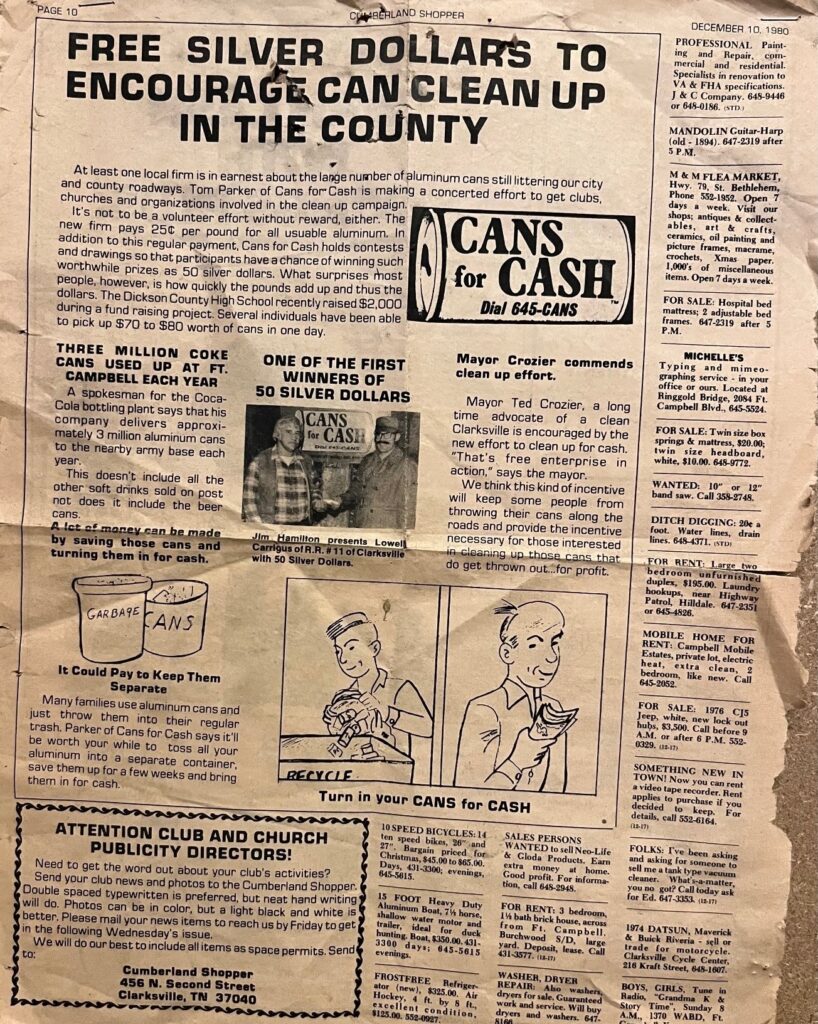 PAGE 10
CUMBERLAND SHOPPER
DECEMBER 10, 1980
FREE SILVER DOLLARS TO
ENCOURAGE CAN CLEAN UP
IN THE COUNTY
At least one local firm is in earnest about the large number of aluminum cans still littering our city
and county roadways. Tom Parker of Cans for Cash is making a concerted effort to get clubs,
churches and organizations involved in the clean up campaign.
It's not to be a volunteer effort without reward, either. The
new firm pays 25¢ per pound for all usuable aluminum. In
addition to this regular payment, Cans for Cash holds contests
and drawings so that participants have a chance of winning such
worthwhile prizes as 50 silver dollars. What surprises most
people, however, is how quickly the pounds add up and thus the
dollars. The Dickson County High School recently raised $2,000
during a fund raising project. Several individuals have been able
to pick up $70 to $80 worth of cans in one day.
CANS
for CASH
Dial 645-CANS
TM
THREE MILLION COKE
CANS USED UP AT FT.
CAMPBELL EACH YEAR
A spokesman for the Coca-
Cola bottling plant says that his
company delivers approxi-
mately 3 million aluminum cans
to the nearby army base each
year.
This doesn't include all the
other soft drinks sold on post
not does it include the beer
cans.
A lot of money can be made
by saving those cans and
turning them in for cash.
ONE OF THE FIRST
WINNERS OF
50 SILVER DOLLARS
CANS
for CASH
Dial 645-CANS
Jim Hamilton presents Lowell
Carrigus of R.R. #11 of Clarksville
with 50 Silver Dollars.
Mayor Crozier commends
clean up effort.
Mayor Ted Crozier, a long
time advocate of a clean
Clarksville is encouraged by the
new effort to clean up for cash.
"That's free enterprise in
action," says the mayor.
We think this kind of incentive
will keep some people from
throwing their cans along the
roads and provide the incentive
necessary for those interested
in cleaning up those cans that
do get thrown out...for profit.
GARBAGE
CANS
It Could Pay to Keep Them
Separate
Many families use aluminum cans and
just throw them into their regular
trash. Parker of Cans for Cash says it'll
be worth your while to toss all your
aluminum into a separate container,
save them up for a few weeks and bring
them in for cash.
RECYCLE
Turn in your CANS for CASH
ATTENTION CLUB AND CHURCH
PUBLICITY DIRECTORS!
Need to get the word out about your club's activities?
Send your club news and photos to the Cumberland Shopper.
Double spaced typewritten is preferred, but neat hand writing
will do. Photos can be in color, but a light black and white is
better. Please mail your news items to reach us by Friday to get
in the following Wednesday's issue.
We will do our best to include all items as space permits. Send
to:
Cumberland Shopper
456 N. Second Street
Clarksville, TN 37040
10 SPEED BICYCLES: 14
ten speed bikes, 26" and
27". Bargain priced for
Christmas, $45.00 to $65.00.
Days, 431-3300; evenings,
645-5615.
15 FOOT Heavy Duty
Aluminum Boat, 7½ horse,
shallow water motor and
trailer, ideal for duck
hunting. Boat, $350.00. 431-
3300 days; 645-5615
evenings.
FROSTFREE Refriger-
ator (new), $325.00. Air
Hockey, 4 ft. by 8 ft.,
excellent condition,
$125.00. 552-0927.
SALES PERSONS
WANTED to sell Neo-Life
& Gloda Products. Earn
extra money at home.
Good profit. For informa-
tion, call 648-2948.
FOR RENT: 3 bedroom,
1½ bath brick house, across
from Ft. Campbell,
Burchwood S/D, large
yard. Deposit, lease. Call
431-3577. (12-17)
WASHER, DRYER
REPAIR: Also washers,
dryers for sale. Guaranteed
work and service. Will buy
dryers and washers. 647-
8166.
PROFESSIONAL Paint-
ing and Repair, com-
mercial and residential.
Specialists in renovation to
VA & FHA specifications.
J & C Company. 648-9446
or 648-0186. (STD.)
MANDOLIN Guitar-Harp
(old - 1894). 647-2319 after
5 P.M.
M & M FLEA MARKET,
Hwy. 79, St. Bethlehem,
Phone 552-1952. Open 7
days a week. Visit our
shops; antiques & collect-
ables, art & crafts,
ceramics, oil painting and
picture frames, macrame,
crochets, Xmas paper.
1,000's of miscellaneous
items. Open 7 days a week.
FOR SALE: Hospital bed
mattress; 2 adjustable bed
frames. 647-2319 after 5
P.M.
MICHELLE'S
Typing and mimeo-
graphing service - in your
office or ours. Located at
Ringgold Bridge, 2084 Ft.
Campbell Blvd., 645-5524.
FOR SALE: Twin size box
springs & mattress, $20.00;
twin size headboard,
white, $10.00. 648-9772.
WANTED: 10" or 12"
band saw. Call 358-2748.
DITCH DIGGING: 20¢ a
foot. Water lines, drain
lines. 648-4371. (STD)
FOR RENT: Large two
bedroom unfurnished
duplex, $195.00. Laundry
hookups, near Highway
Patrol, Hilldale. 647-2351
or 645-4826.
MOBILE HOME FOR
RENT: Campbell Mobile
Estates, private lot, electric
heat, extra clean, 2
bedroom, like new. Call
645-2052.
FOR SALE: 1976 CJ5
Jeep, white, new lock out
hubs, $3,500. Call before 9
A.M. or after 6 P.M. 552-
0329. (12-17)
SOMETHING NEW IN
TOWN! Now you can rent
a video tape recorder. Rent
applies to purchase if you
decided to keep. For
details, call 552-6164.
(12-17)
FOLKS: I've been asking
and asking for someone to
sell me a tank type vacuum
cleaner. What's-a-matter,
you no got? Call today ask
for Ed. 647-3353. (12-17)
1974 DATSUN, Maverick
& Buick Riveria - sell or
trade for motorcycle.
Clarksville Cycle Center,
216 Kraft Street, 648-1607.
BOYS, GIRLS, Tune in
Radio, "Grandma K &
Story Time", Sunday 8
A.M., 1370 WABD, Ft.